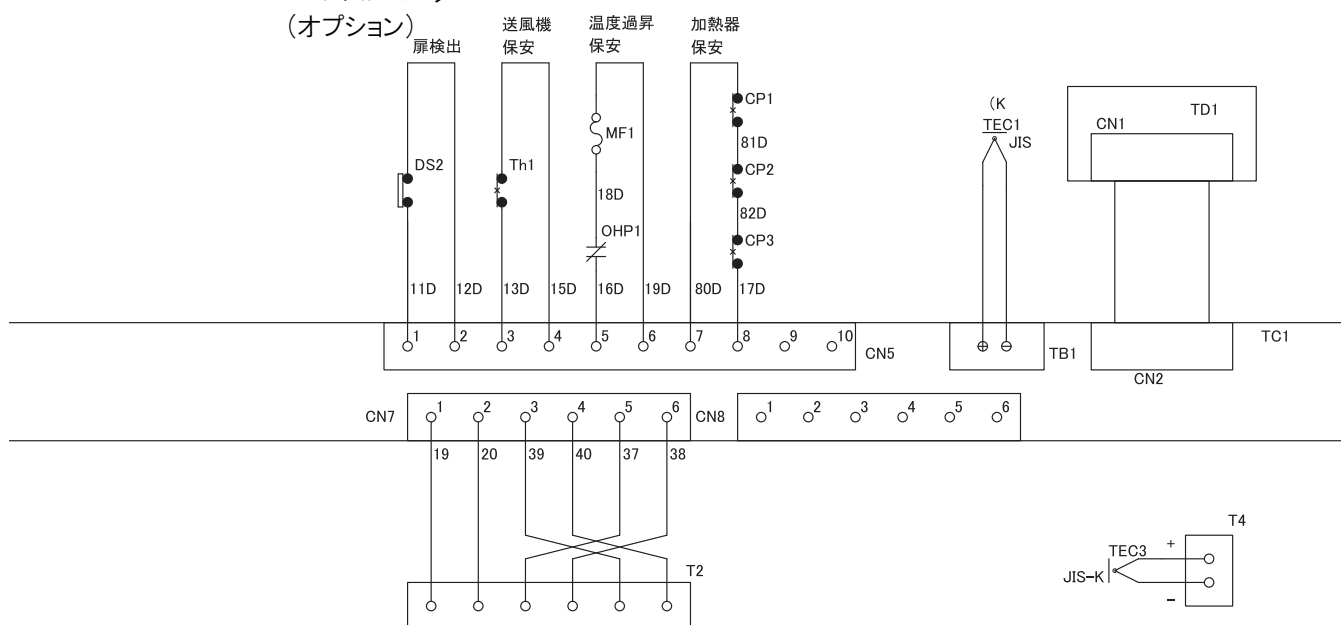 (オプション)
扉検出
送風機
保安
温度過昇
保安
加熱器
保安
CP1
(K
TEC1
JIS
TD1
CN1
MF1
81D
DS2
Th1
CP2
18D
82D
OHP1
CP3
11D 12D 13D 15D 16D 19D 80D 17D
1 2 3 4 5 6 7 8 9 10
CN5
TB1
TC1
CN2
CN7
1 2 3 4 5 6
CN8
1 2 3 4 5 6
19 20 39 40 37 38
T4
TEC3
+
JIS-K
-
T2